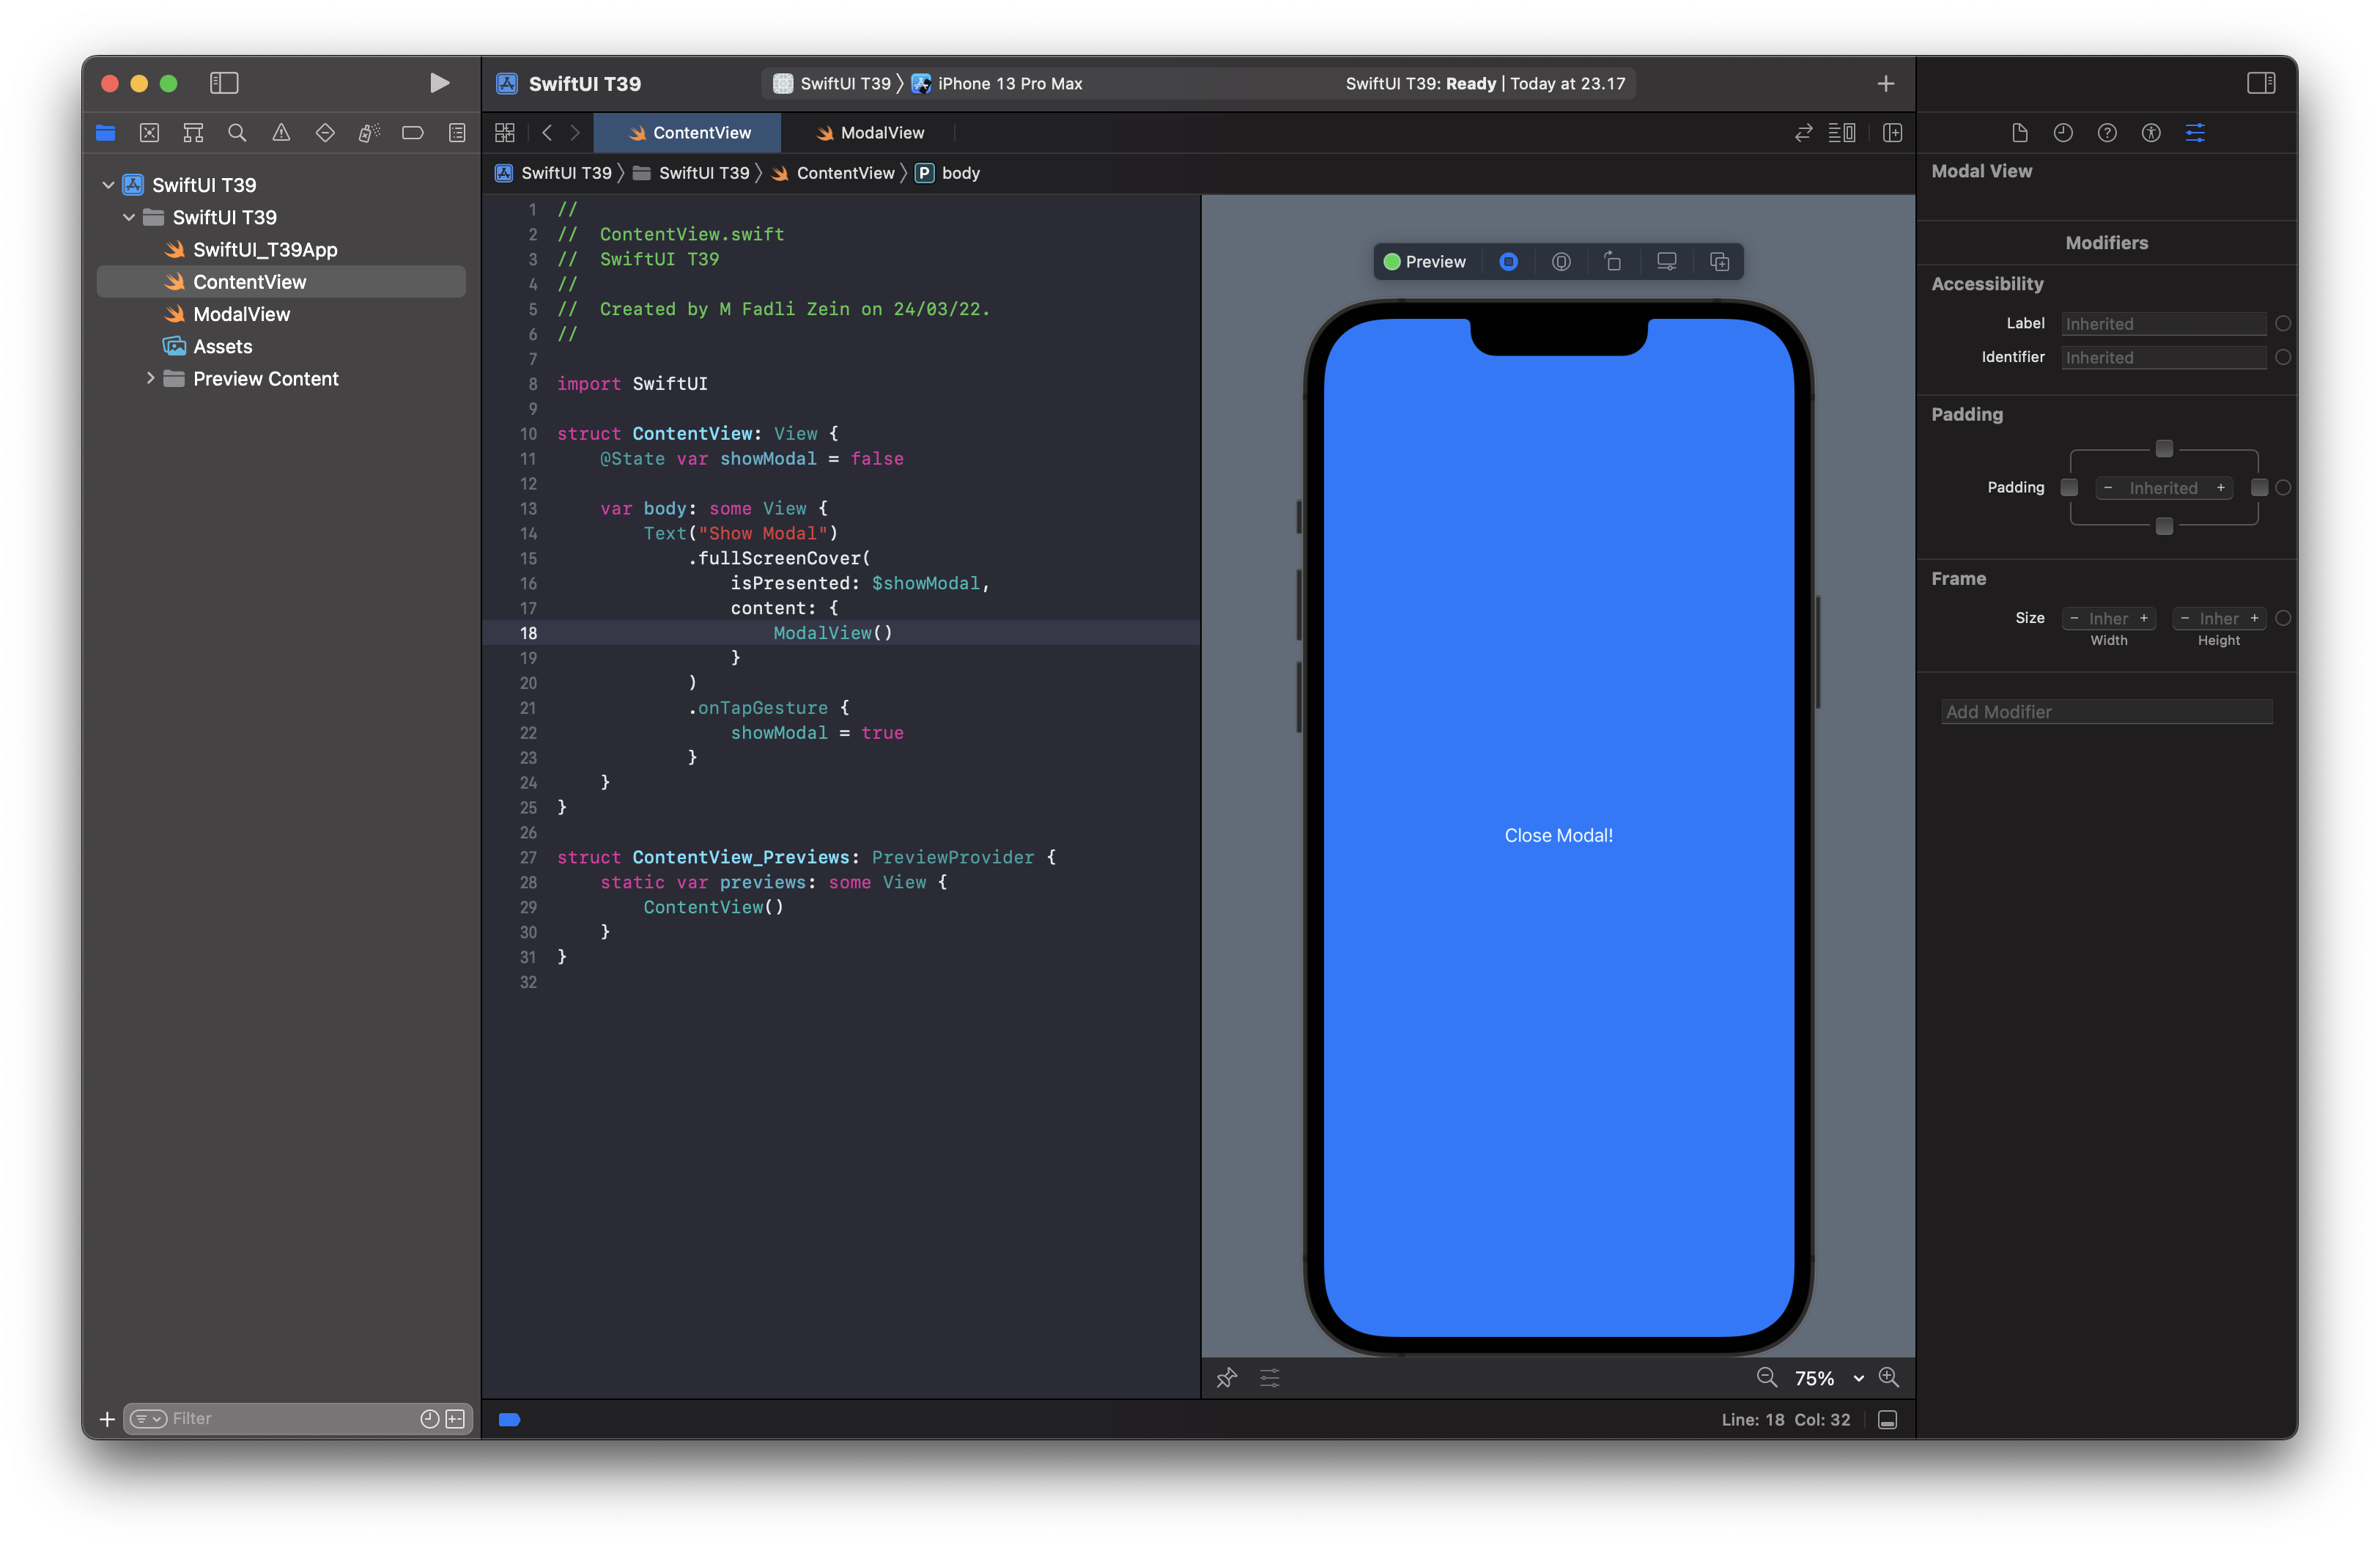 SwiftUI T39
SwiftUI T39 iPhone 13 Pro Max
SwiftUI T39: Ready | Today at 23.17
ContentView
ModalView
SwiftUI T39 SwiftUI T39 ContentView P body
SwiftUI T39
SwiftUI T39
SwiftUI_T39App
ContentView
ModalView
Assets
Preview Content
Filter
1 //
2 //  ContentView.swift
3 //  SwiftUI T39
4 //
5 //  Created by M Fadli Zein on 24/03/22.
6 //
7
8 import SwiftUI
9
10 struct ContentView: View {
11     @State var showModal = false
12
13     var body: some View {
14         Text("Show Modal")
15             .fullScreenCover(
16                 isPresented: $showModal,
17                 content: {
18                     ModalView()
19                 }
20             )
21             .onTapGesture {
22                 showModal = true
23             }
24     }
25 }
26
27 struct ContentView_Previews: PreviewProvider {
28     static var previews: some View {
29         ContentView()
30     }
31 }
32
Preview
Close Modal!
75%
Line: 18 Col: 32
Modal View
Modifiers
Accessibility
Label Inherited
Identifier Inherited
Padding
Padding - Inherited +
Frame
Size - Inher + - Inher +
Width Height
Add Modifier